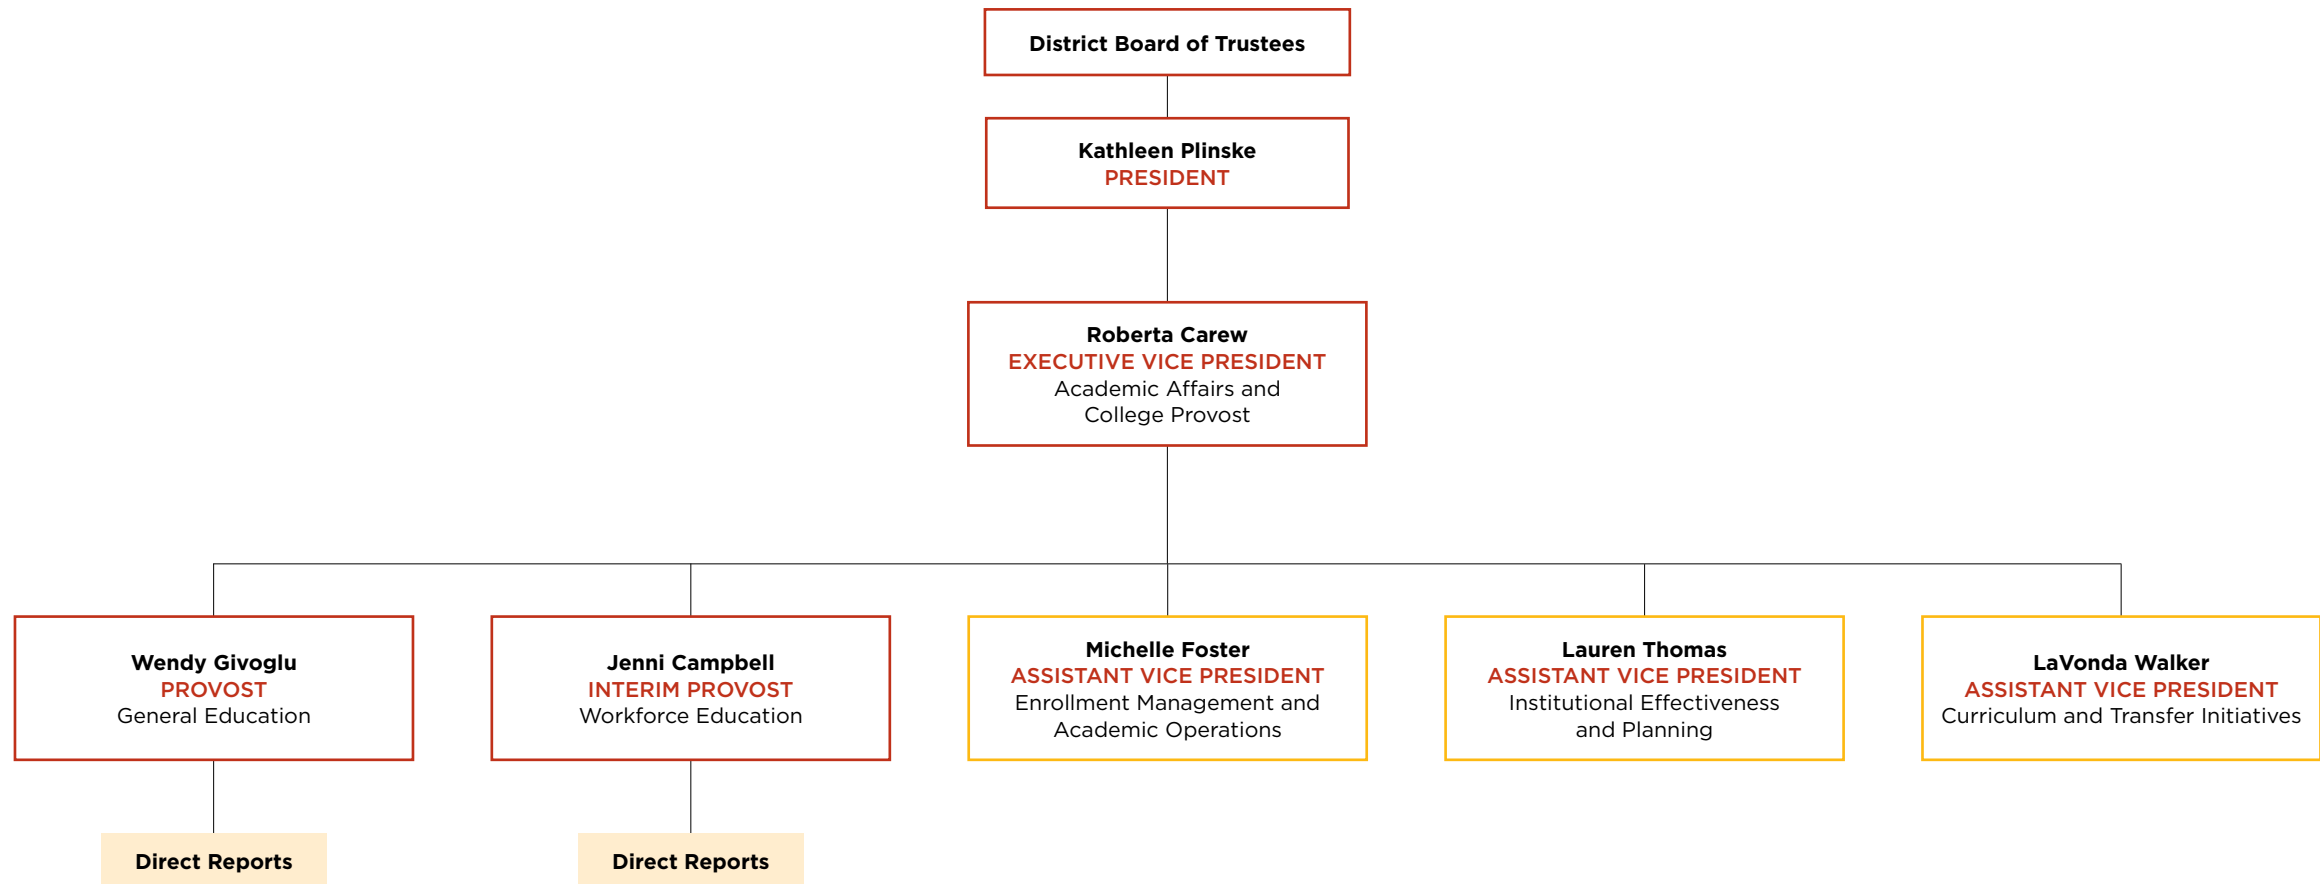 District Board of Trustees
Kathleen Plinske
PRESIDENT
Roberta Carew
EXECUTIVE VICE PRESIDENT
Academic Affairs and
College Provost
Wendy Givoglu
PROVOST
General Education
Jenni Campbell
INTERIM PROVOST
Workforce Education
Michelle Foster
ASSISTANT VICE PRESIDENT
Enrollment Management and
Academic Operations
Lauren Thomas
ASSISTANT VICE PRESIDENT
Institutional Effectiveness
and Planning
LaVonda Walker
ASSISTANT VICE PRESIDENT
Curriculum and Transfer Initiatives
Direct Reports
Direct Reports